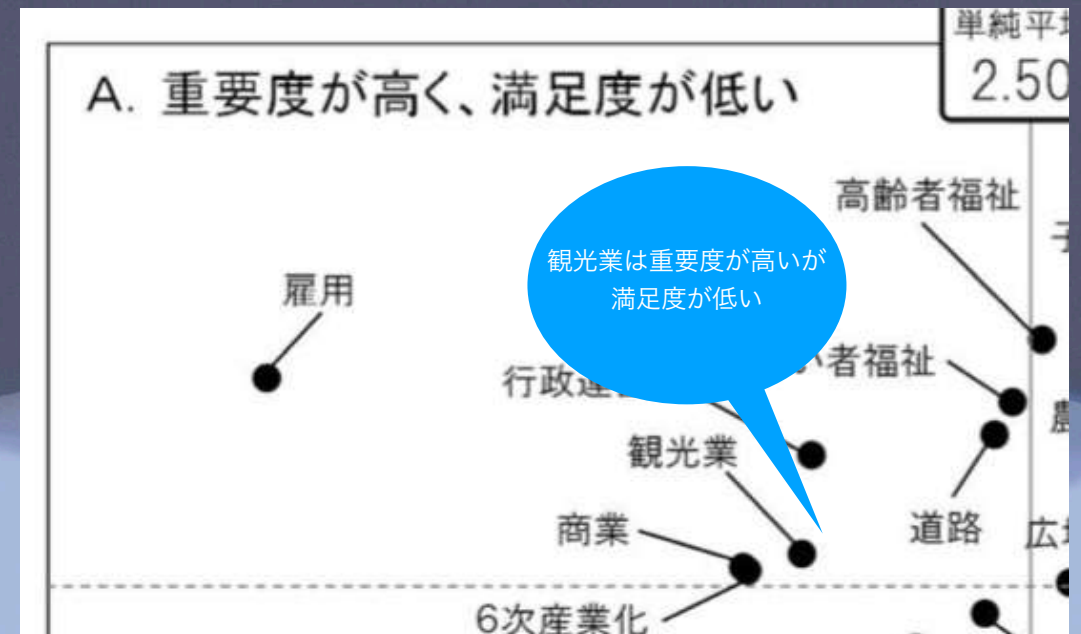 単純平
2.50
A. 重要度が高く、満足度が低い
高齢者福祉
観光業は重要度が高いが
満足度が低い
雇用
い者福祉
行政運
観光業
商業
道路
広
6次産業化